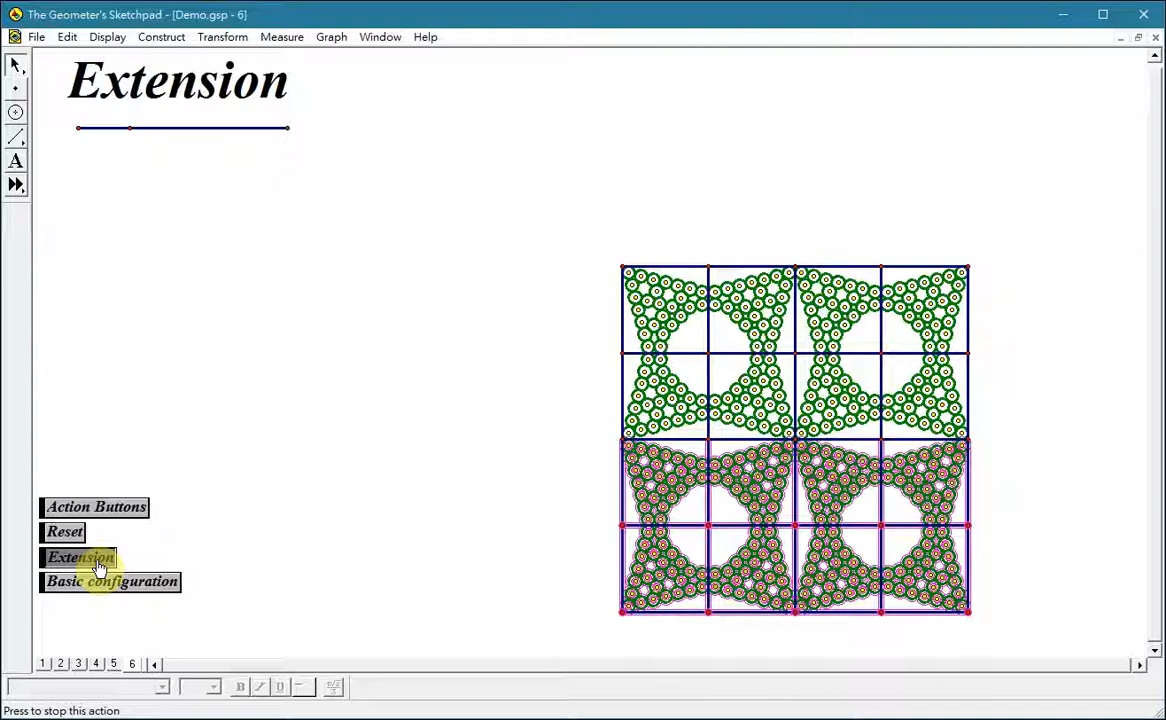 The Geometer's Sketchpad - [Demo.gsp - 6]
File Edit Display Construct Transform Measure Graph Window Help
Extension
A
Action Buttons
Reset
Extension
Basic configuration
1 2 3 4 5 6
B I U
Press to stop this action